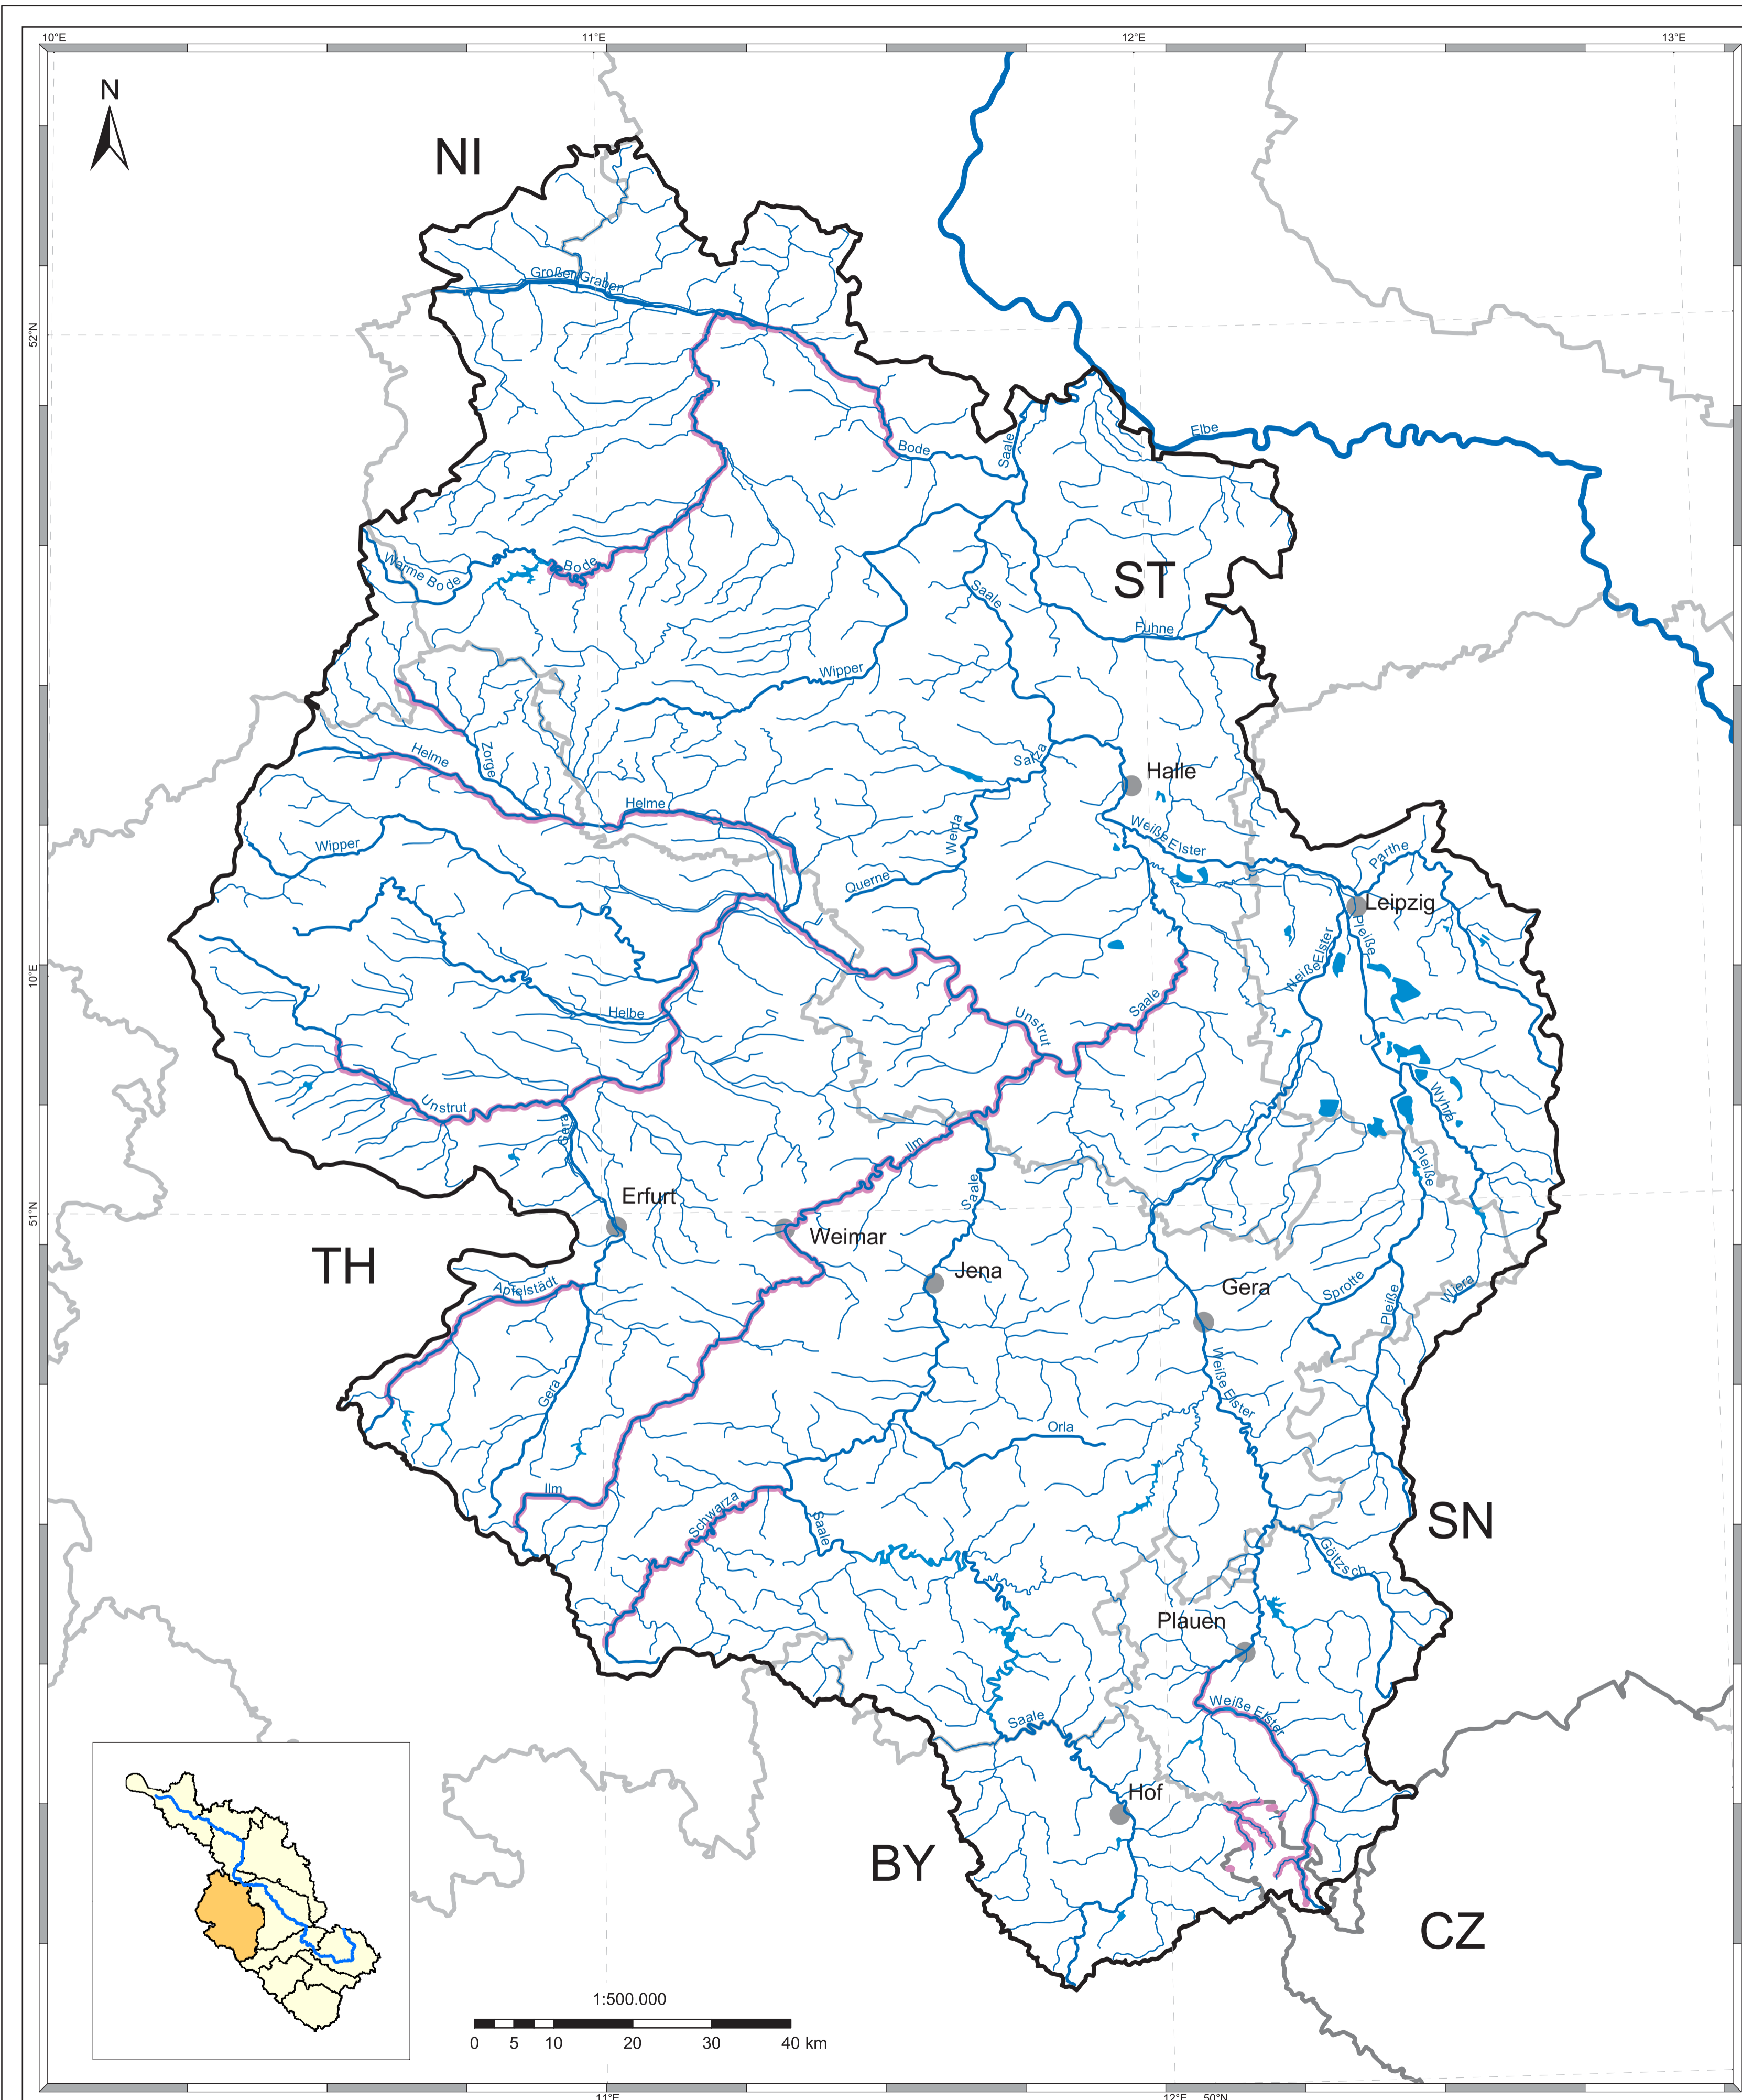 10°E
11°E
12°E
13°E
N
NI
Großer Graben
52°N
Elbe
Bode
Saale
Warme Bode
Bode
ST
Saale
Fuhne
Wipper
Zorge
Helme
Salza
Halle
Helme
Weida
Weiße Elster
Wipper
Parthe
Querne
Leipzig
Pleiße
Weiße Elster
10°E
Saale
Helbe
Unstrut
Unstrut
Wyhra
Gera
Ilm
Pleiße
Saale
Erfurt
51°N
Weimar
TH
Jena
Gera
Apfelstädt
Sprotte
Pleiße
Wiera
Weiße Elster
Gera
Orla
Ilm
Schwarza
Saale
SN
Göltzsch
Plauen
Weiße Elster
Saale
Hof
BY
CZ
1:500.000
0 5 10 20 30 40 km
11°E
12°E
50°N